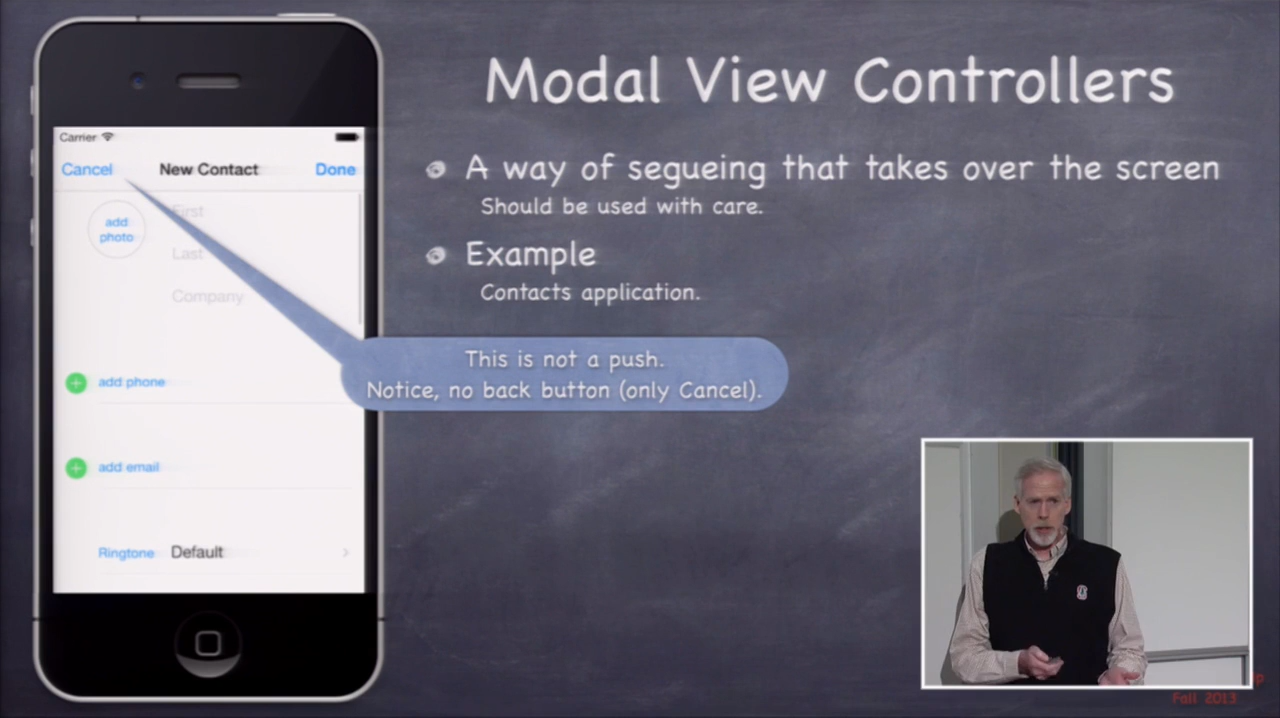 Modal View Controllers
A way of segueing that takes over the screen
Should be used with care.
Example
Contacts application.
This is not a push.
Notice, no back button (only Cancel).
Carrier
Cancel New Contact Done
add
photo
First
Last
Company
add phone
add email
Ringtone Default
Fall 2013